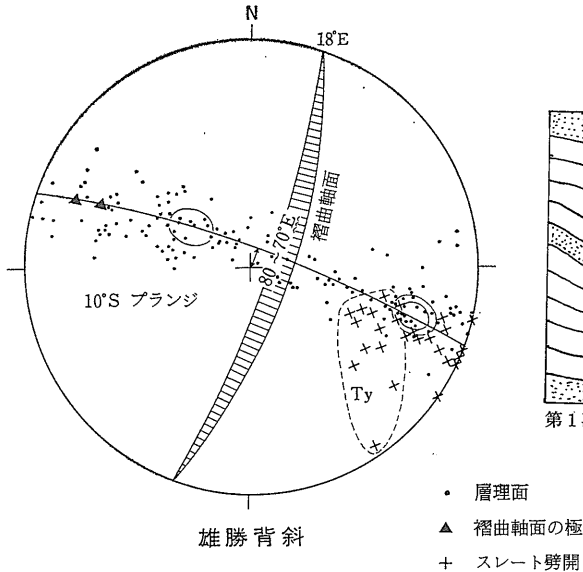 N
18°E
80~70°E
褶曲軸面
10°S プランジ
Ty
第1
雄勝背斜
• 層理面
▲ 褶曲軸面の極
+ スレート劈開